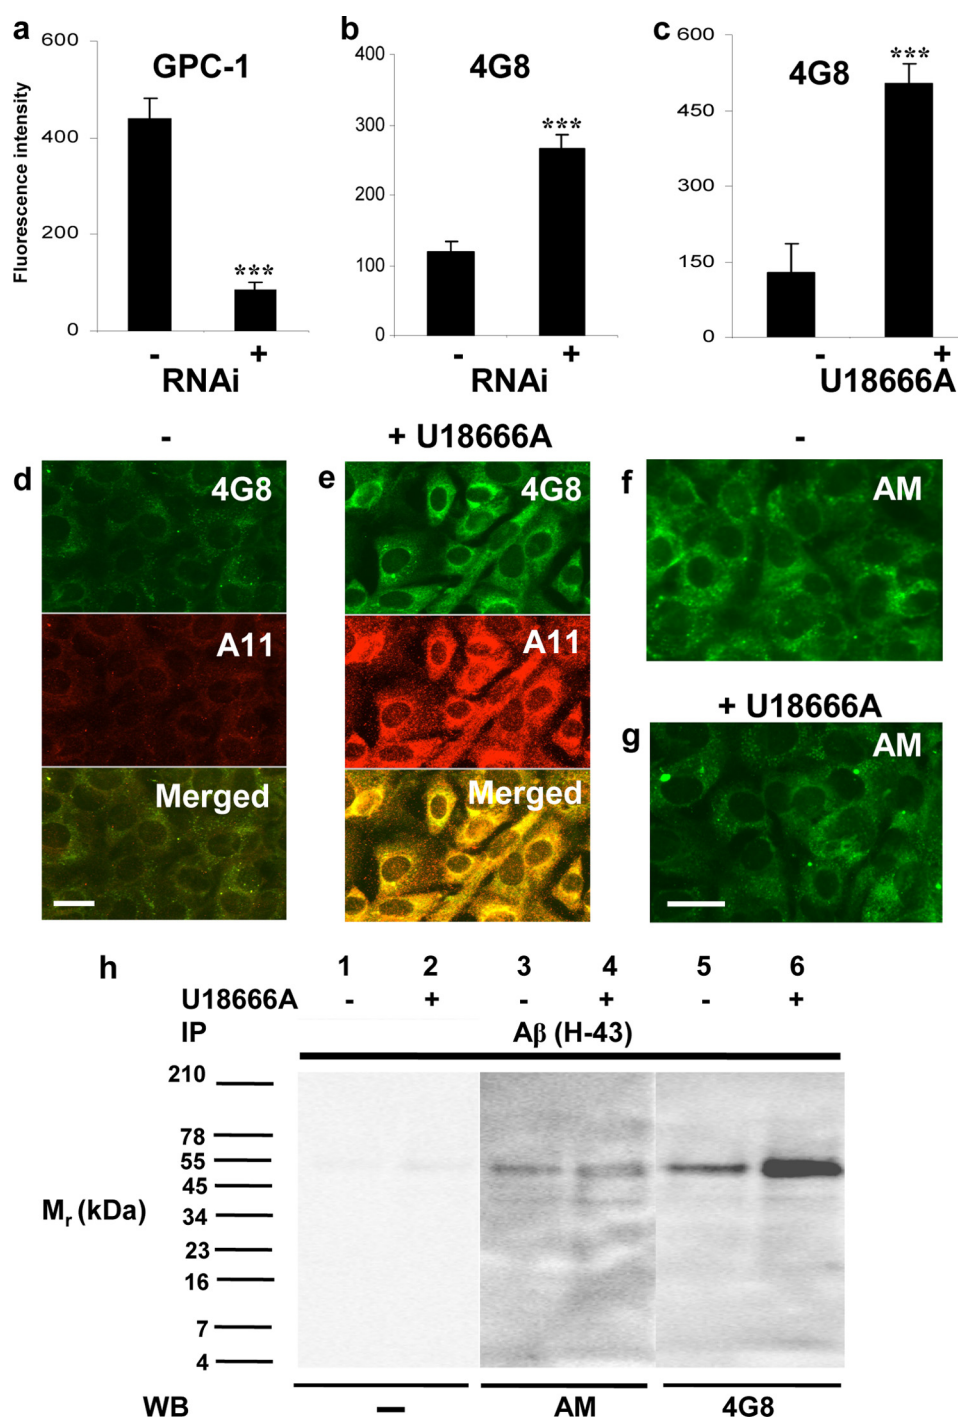 a
600
400
200
0
Fluorescence intensity
GPC-1
***
- +
RNAi
b
400
300
200
100
0
4G8
***
- +
RNAi
c
600
450
300
150
0
4G8
***
- +
U18666A
-
d
4G8
A11
Merged
+ U18666A
e
4G8
A11
Merged
-
f
AM
+ U18666A
g
AM
h
1 2 3 4 5 6
U18666A - + - + - +
IP Aβ (H-43)
210
78
55
45
34
23
16
7
4
Mr (kDa)
WB — AM 4G8